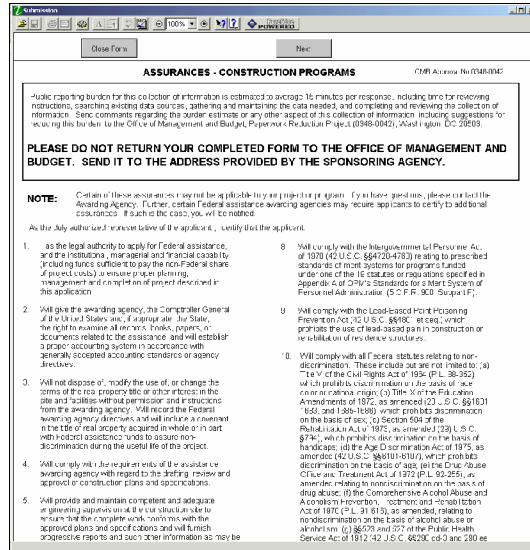 Submission
100%
POWERED
Close Form
Next
ASSURANCES - CONSTRUCTION PROGRAMS
OMB Approval No.0348-0042
Public reporting burden for this collection of information is estimated to average 15 minutes per response, including time for reviewing
instructions, searching existing data sources, gathering and maintaining the data needed, and completing and reviewing the collection of
information. Send comments regarding the burden estimate or any other aspect of this collection of information, including suggestions for
reducing this burden, to the Office of Management and Budget, Paperwork Reduction Project (0348-0042), Washington, DC 20503.
PLEASE DO NOT RETURN YOUR COMPLETED FORM TO THE OFFICE OF MANAGEMENT AND
BUDGET. SEND IT TO THE ADDRESS PROVIDED BY THE SPONSORING AGENCY.
NOTE: Certain of these assurances may not be applicable to your project or program. If you have questions, please contact the
Awarding Agency. Further, certain Federal assistance awarding agencies may require applicants to certify to additional
assurances. If such is the case, you will be notified.
As the duly authorized representative of the applicant, I certify that the applicant:
1. Has the legal authority to apply for Federal assistance,
and the institutional, managerial and financial capability
(including funds sufficient to pay the non-Federal share
of project costs) to ensure proper planning,
management and completion of project described in
this application.
2. Will give the awarding agency, the Comptroller General
of the United States and, if appropriate, the State,
the right to examine all records, books, papers, or
documents related to the assistance; and will establish
a proper accounting system in accordance with
generally accepted accounting standards or agency
directives.
3. Will not dispose of, modify the use of, or change the
terms of the real property title or other interest in the
site and facilities without permission and instructions
from the awarding agency. Will record the Federal
awarding agency directives and will include a covenant
in the title of real property acquired in whole or in part
with Federal assistance funds to assure non-
discrimination during the useful life of the project.
4. Will comply with the requirements of the assistance
awarding agency with regard to the drafting, review and
approval of construction plans and specifications.
5. Will provide and maintain competent and adequate
engineering supervision at the construction site to
ensure that the complete work conforms with the
approved plans and specifications and will furnish
progressive reports and such other information as may be
8. Will comply with the Intergovernmental Personnel Act
of 1970 (42 U.S.C. §§4728-4763) relating to prescribed
standards of merit systems for programs funded
under one of the 19 statutes or regulations specified in
Appendix A of OPM's Standards for a Merit System of
Personnel Administration (5 C.F.R. 900, Subpart F).
9. Will comply with the Lead-Based Paint Poisoning
Prevention Act (42 U.S.C. §§4801 et seq.) which
prohibits the use of lead-based paint in construction or
rehabilitation of residence structures.
10. Will comply with all Federal statutes relating to non-
discrimination. These include but are not limited to: (a)
Title VI of the Civil Rights Act of 1964 (P.L. 88-352)
which prohibits discrimination on the basis of race,
color or national origin; (b) Title IX of the Education
Amendments of 1972, as amended (20 U.S.C. §§1681
1683, and 1685-1686), which prohibits discrimination
on the basis of sex; (c) Section 504 of the
Rehabilitation Act of 1973, as amended (29) U.S.C.
§794), which prohibits discrimination on the basis of
handicaps; (d) the Age Discrimination Act of 1975, as
amended (42 U.S.C. §§6101-6107), which prohibits
discrimination on the basis of age; (e) the Drug Abuse
Office and Treatment Act of 1972 (P.L. 92-255), as
amended relating to nondiscrimination on the basis of
drug abuse; (f) the Comprehensive Alcohol Abuse and
Alcoholism Prevention, Treatment and Rehabilitation
Act of 1970 (P.L. 91-616), as amended, relating to
nondiscrimination on the basis of alcohol abuse or
alcoholism; (g) §§523 and 527 of the Public Health
Service Act of 1912 (42 U.S.C. §§290 dd-3 and 290 ee